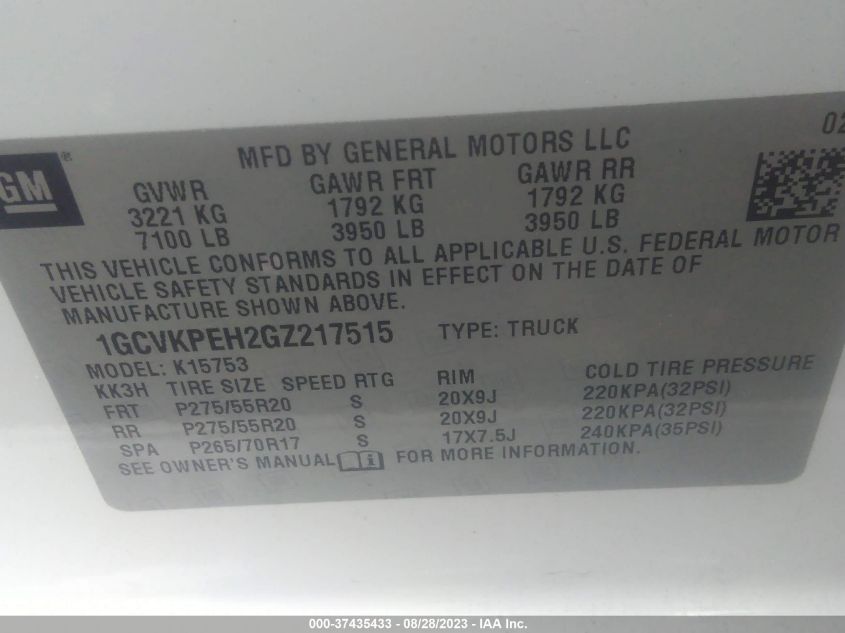 02
GM®
MFD BY GENERAL MOTORS LLC
GVWR GAWR FRT GAWR RR
3221 KG 1792 KG 1792 KG
7100 LB 3950 LB 3950 LB
THIS VEHICLE CONFORMS TO ALL APPLICABLE U.S. FEDERAL MOTOR
VEHICLE SAFETY STANDARDS IN EFFECT ON THE DATE OF
MANUFACTURE SHOWN ABOVE.
1GCVKPEH2GZ217515 TYPE: TRUCK
MODEL: K15753
KK3H TIRE SIZE SPEED RTG RIM COLD TIRE PRESSURE
FRT P275/55R20 S 20X9J 220KPA(32PSI)
RR P275/55R20 S 20X9J 220KPA(32PSI)
SPA P265/70R17 S 17X7.5J 240KPA(35PSI)
SEE OWNER'S MANUAL FOR MORE INFORMATION.
000-37435433 - 08/28/2023 - IAA Inc.